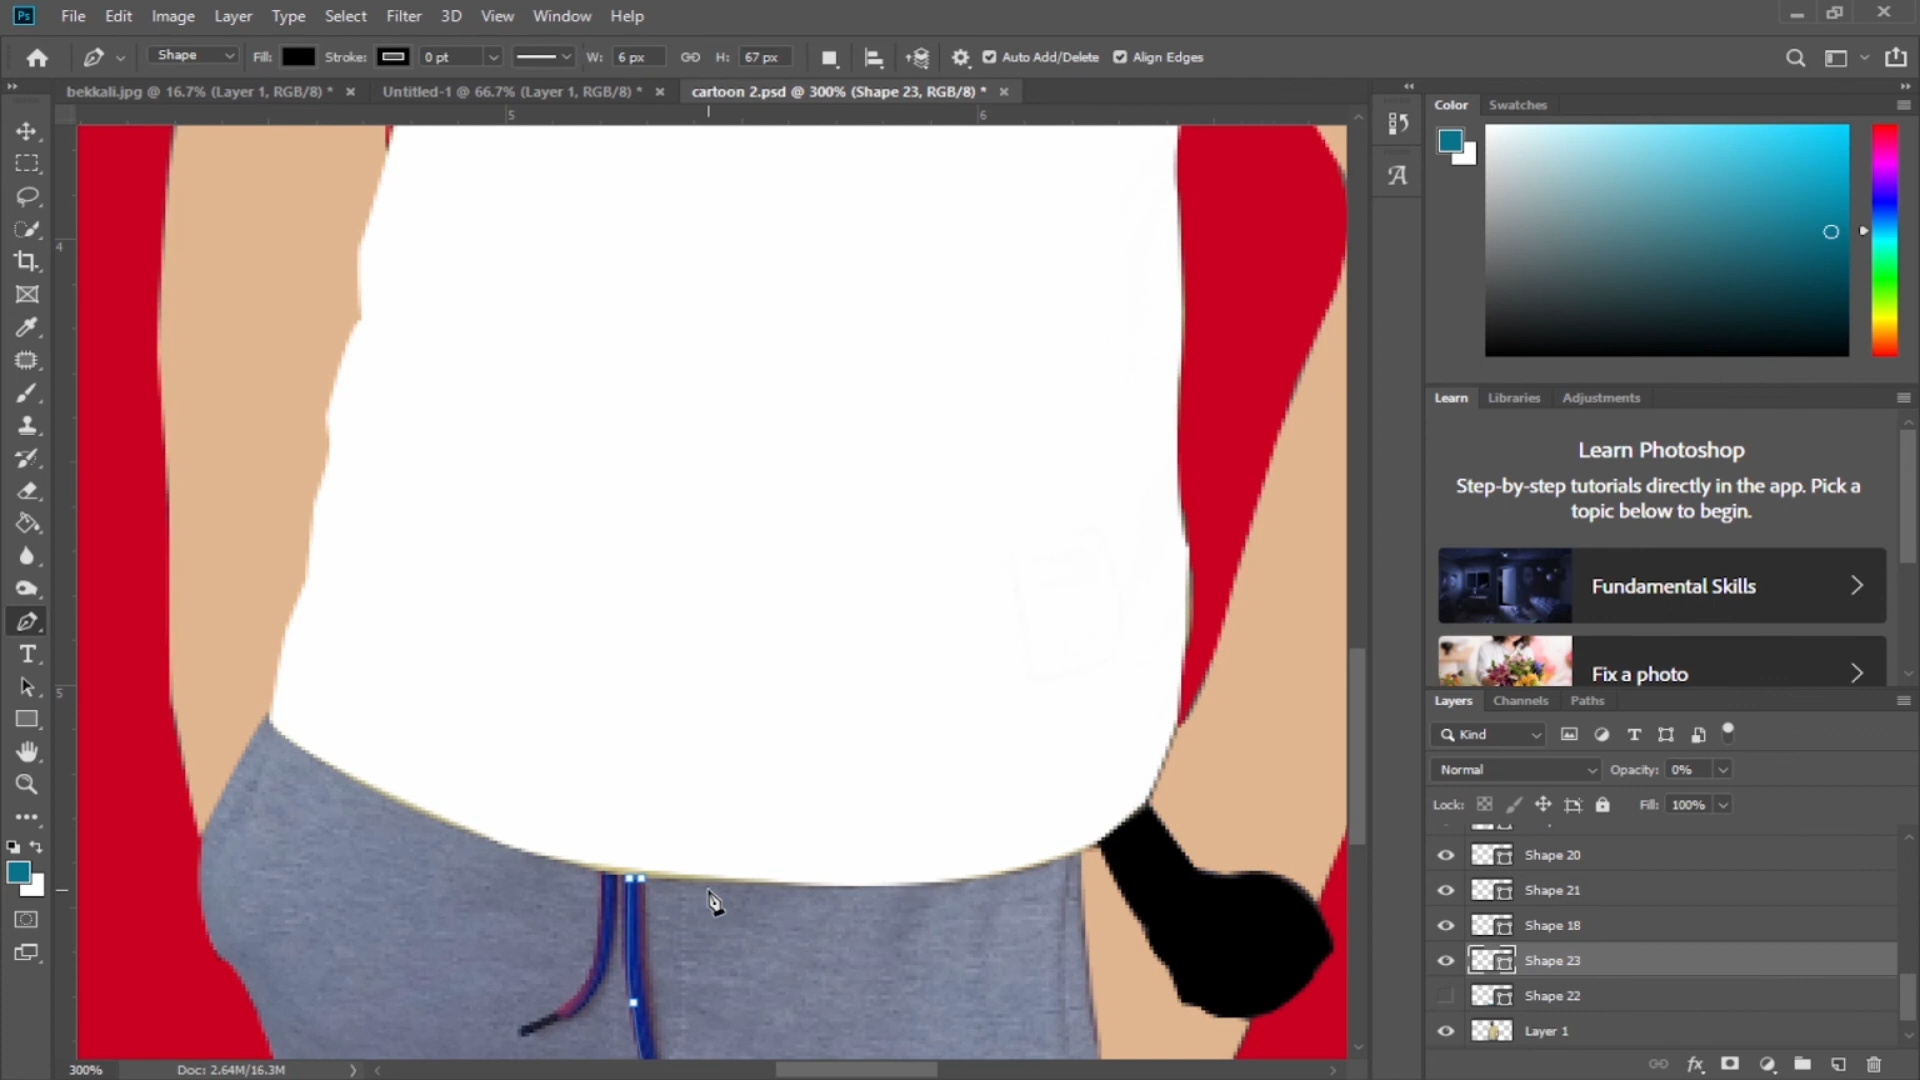 Ps File Edit Image Layer Type Select Filter 3D View Window Help
Shape Fill: Stroke: 0 pt W: 6 px H: 67 px Auto Add/Delete Align Edges
bekkali.jpg @ 16.7% (Layer 1, RGB/8) * × Untitled-1 @ 66.7% (Layer 1, RGB/8) * × cartoon 2.psd @ 300% (Shape 23, RGB/8) * ×
5 6
4
5
Color Swatches
Learn Libraries Adjustments
Learn Photoshop
Step-by-step tutorials directly in the app. Pick a
topic below to begin.
Fundamental Skills
Fix a photo
Layers Channels Paths
Kind
Normal Opacity: 0%
Lock: Fill: 100%
Shape 20
Shape 21
Shape 18
Shape 23
Shape 22
Layer 1
300% Doc: 2.64M/16.3M